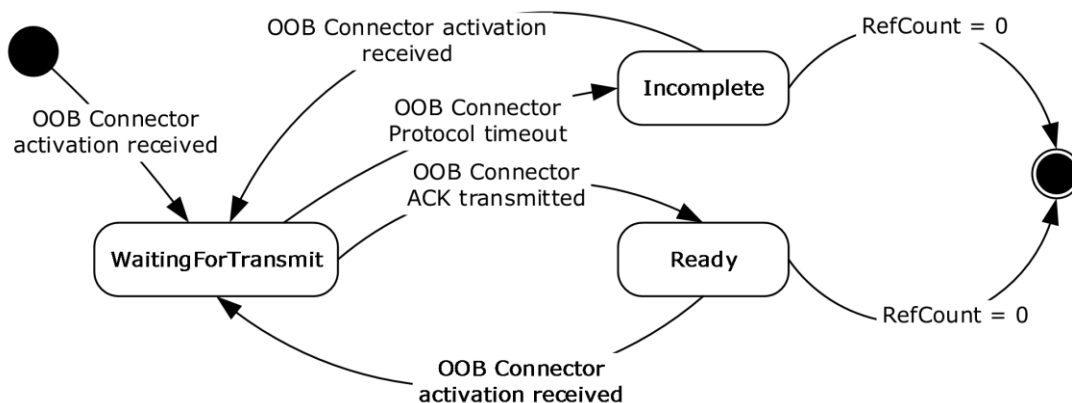 OOB Connector activation
received
RefCount = 0
Incomplete
OOB Connector
activation received
OOB Connector
Protocol timeout
OOB Connector
ACK transmitted
WaitingForTransmit
Ready
RefCount = 0
OOB Connector
activation received